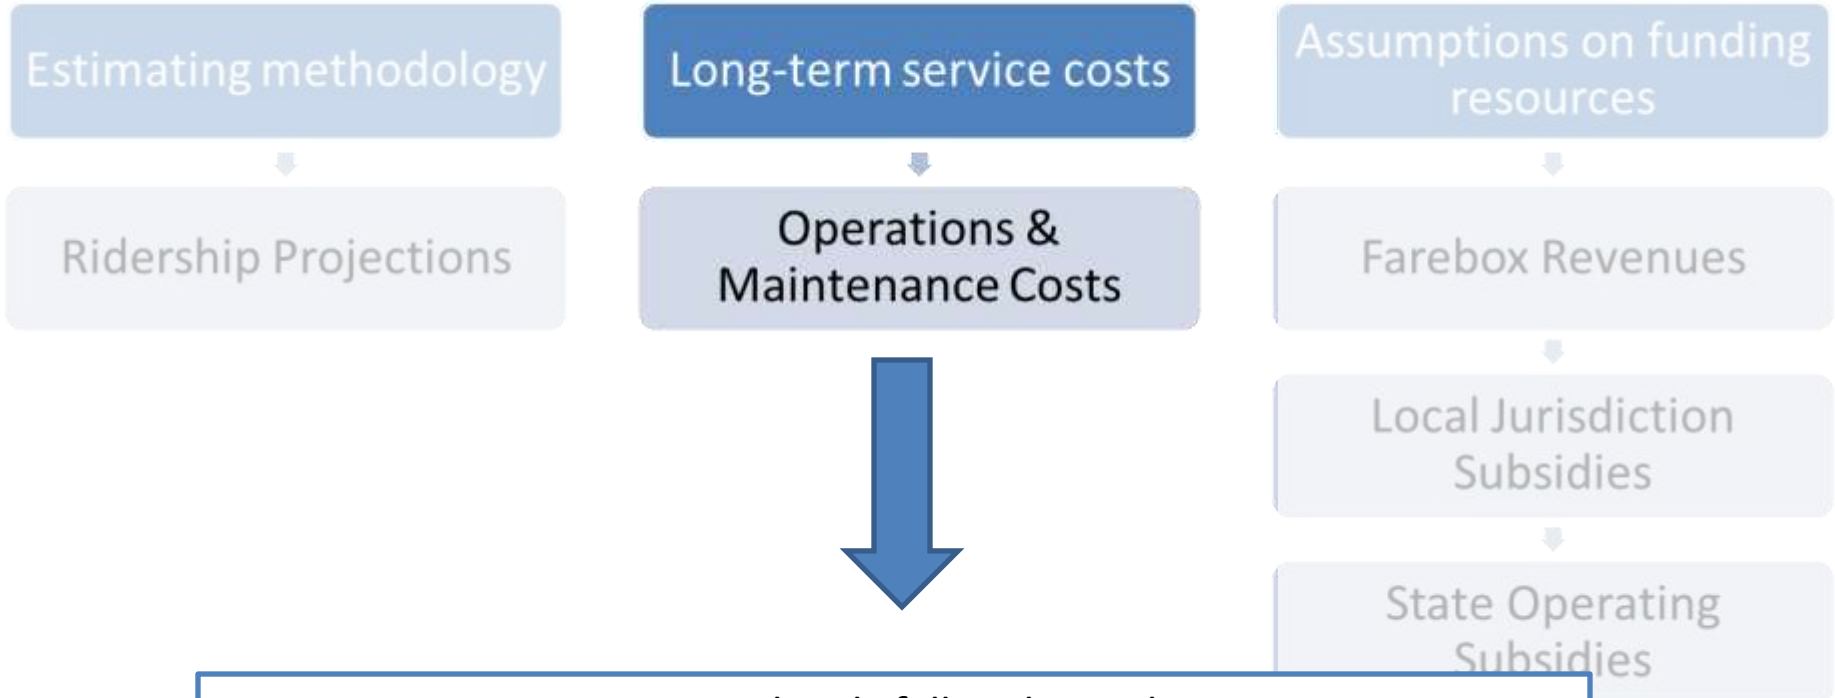 Estimating methodology
Ridership Projections
Long-term service costs
Operations &
Maintenance Costs
Assumptions on funding
resources
Farebox Revenues
Local Jurisdiction
Subsidies
State Operating
Subsidies